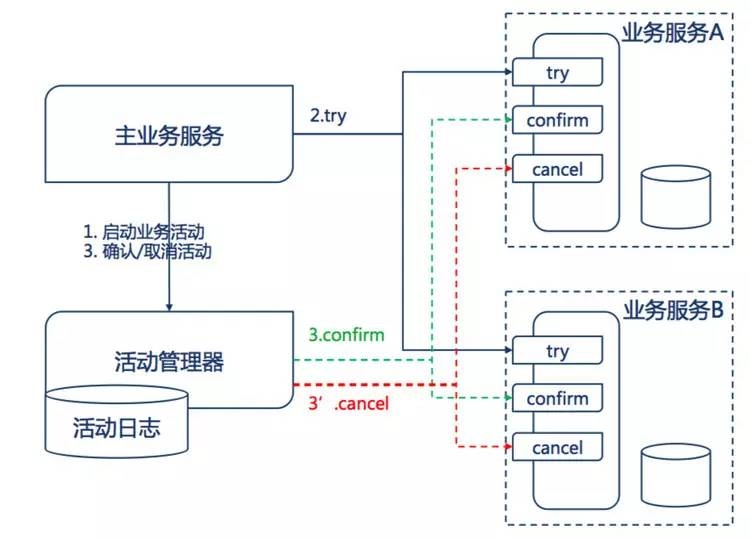 业务服务A
try
confirm
cancel
主业务服务
2.try
1. 启动业务活动
3. 确认/取消活动
活动管理器
活动日志
3.confirm
3’ .cancel
业务服务B
try
confirm
cancel